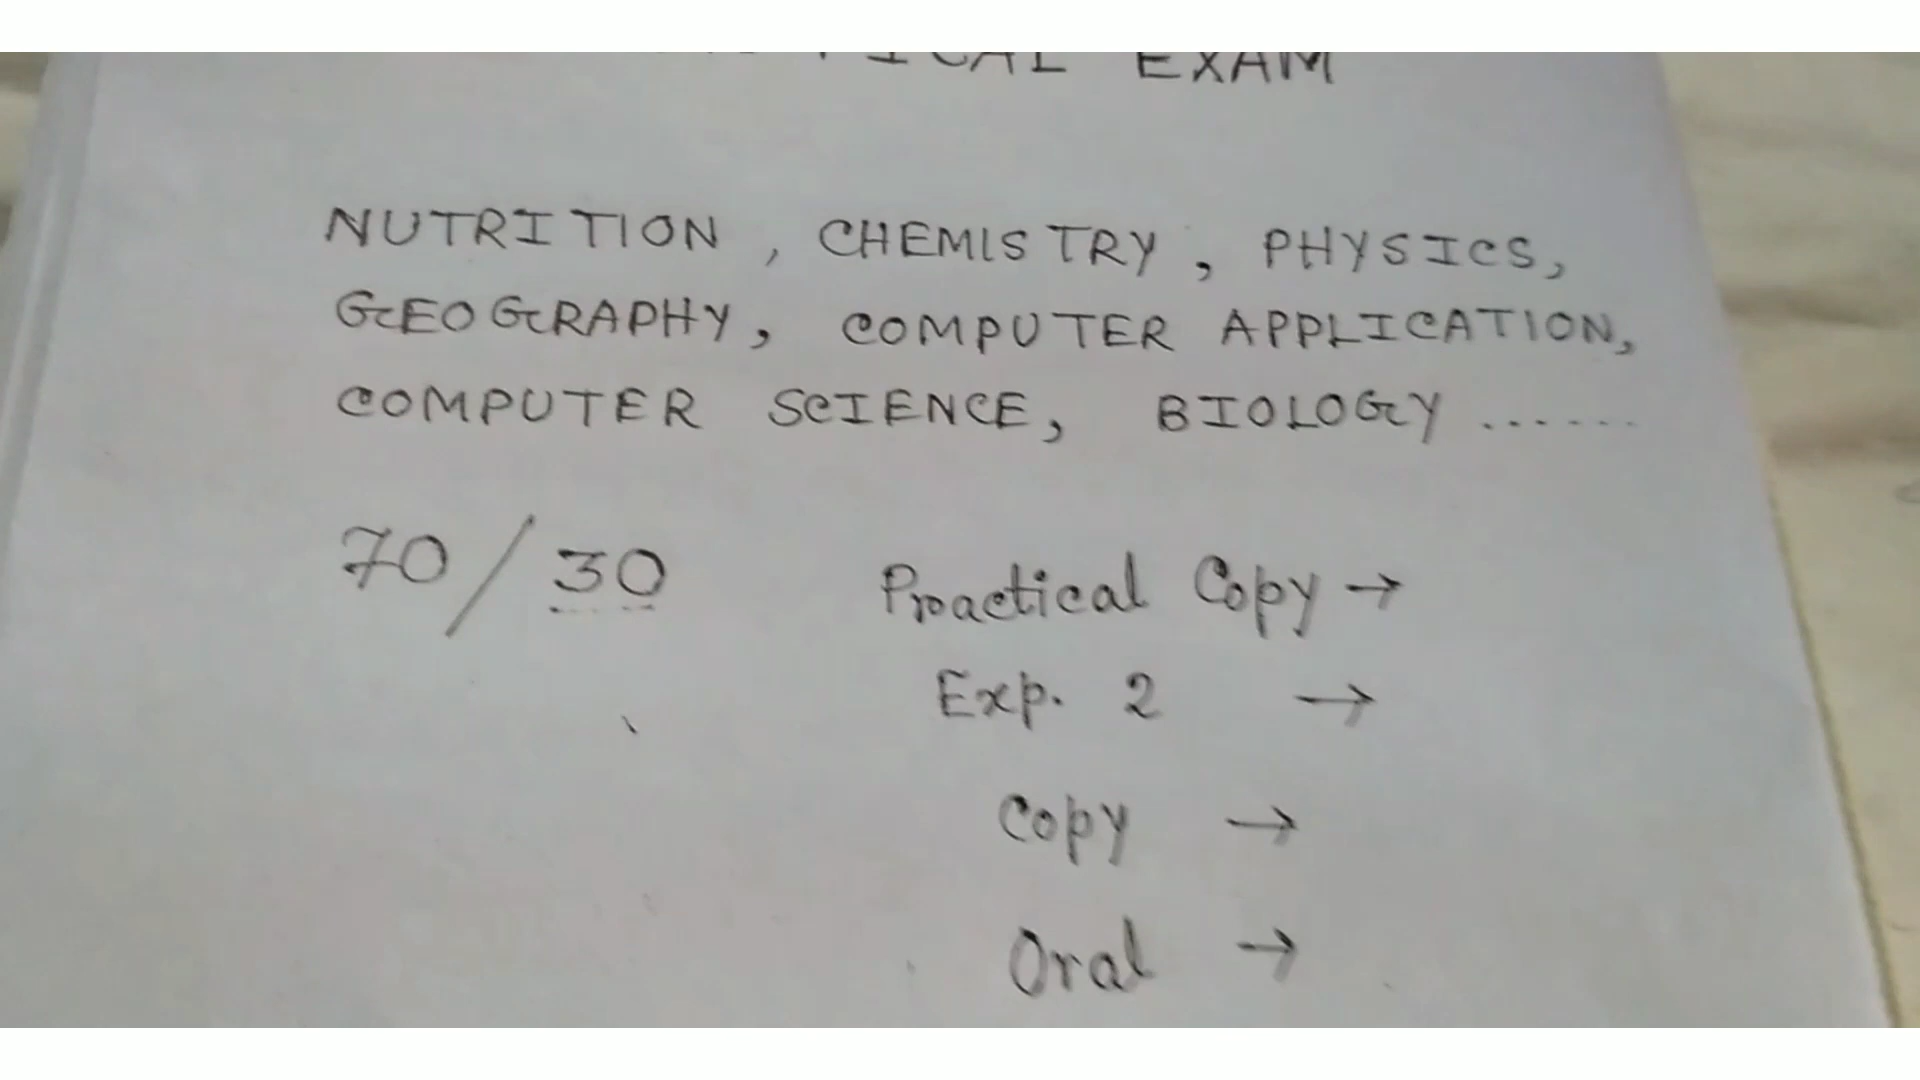 EXAM
NUTRITION, CHEMISTRY, PHYSICS,
GEOGRAPHY, COMPUTER APPLICATION,
COMPUTER SCIENCE, BIOLOGY ......
70/30
Practical Copy →
Exp. 2 →
Copy →
Oral →